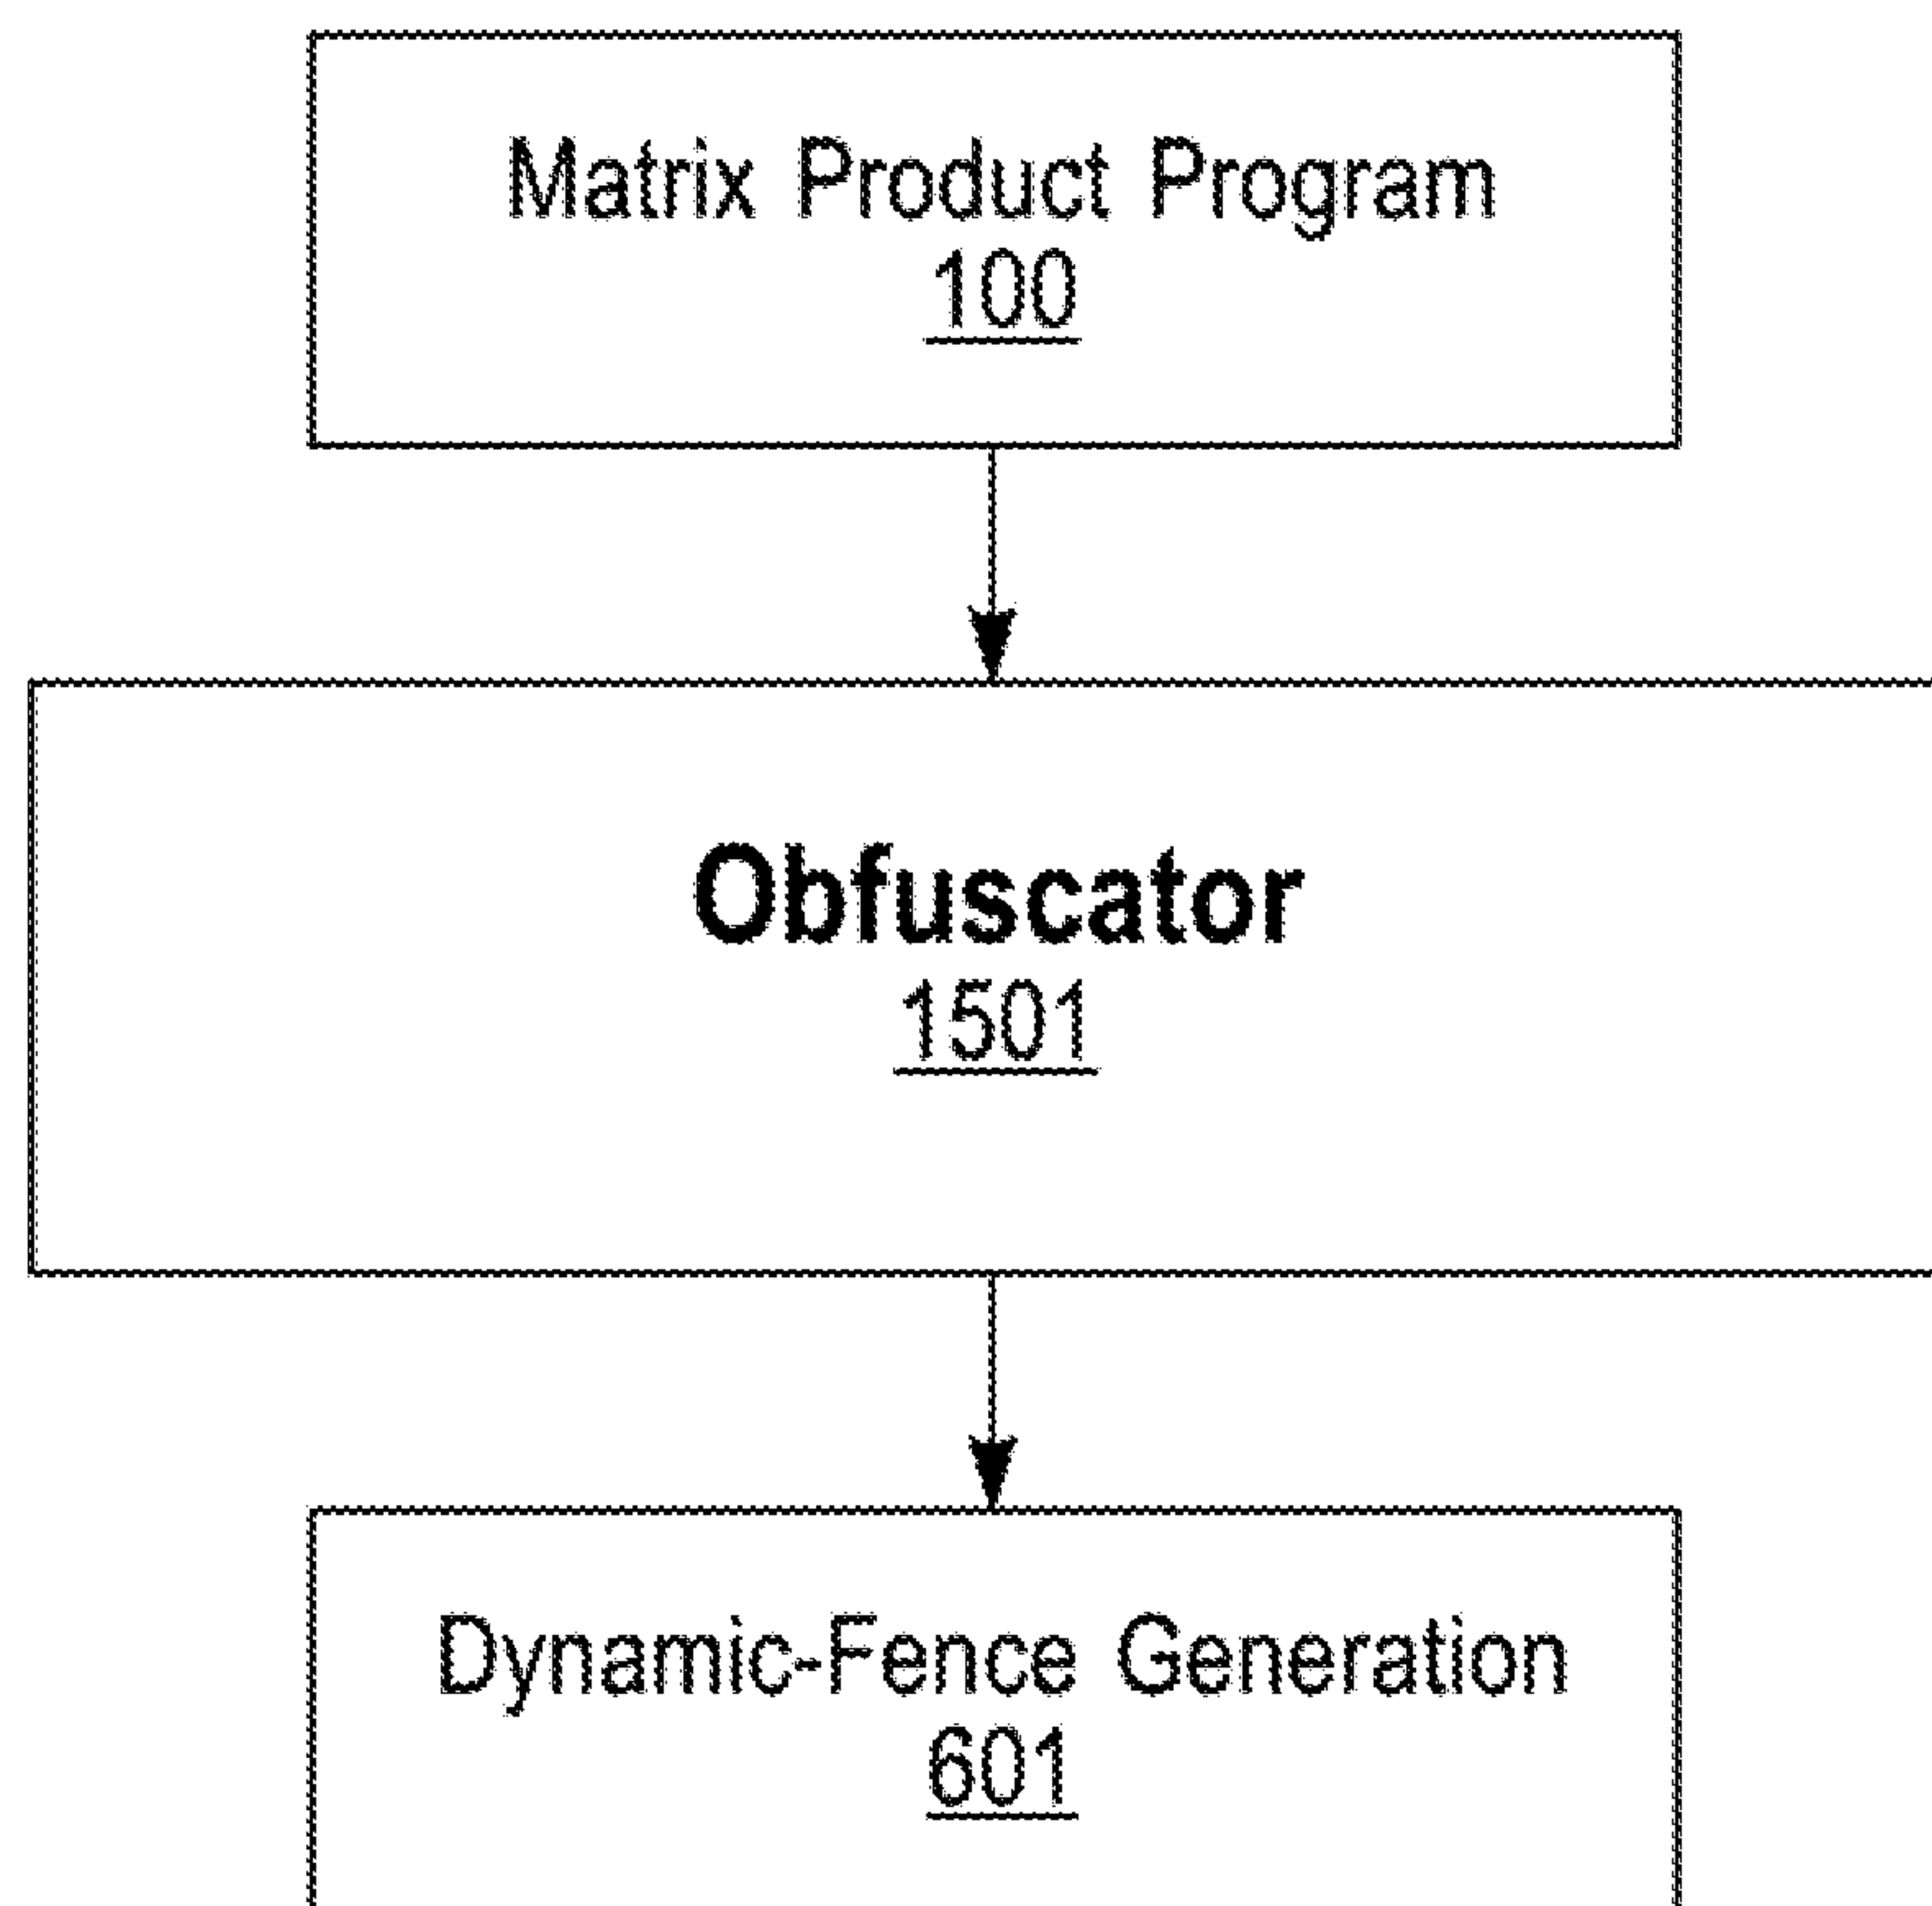 Matrix Product Program
100
Obfuscator
1501
Dynamic-Fence Generation
601